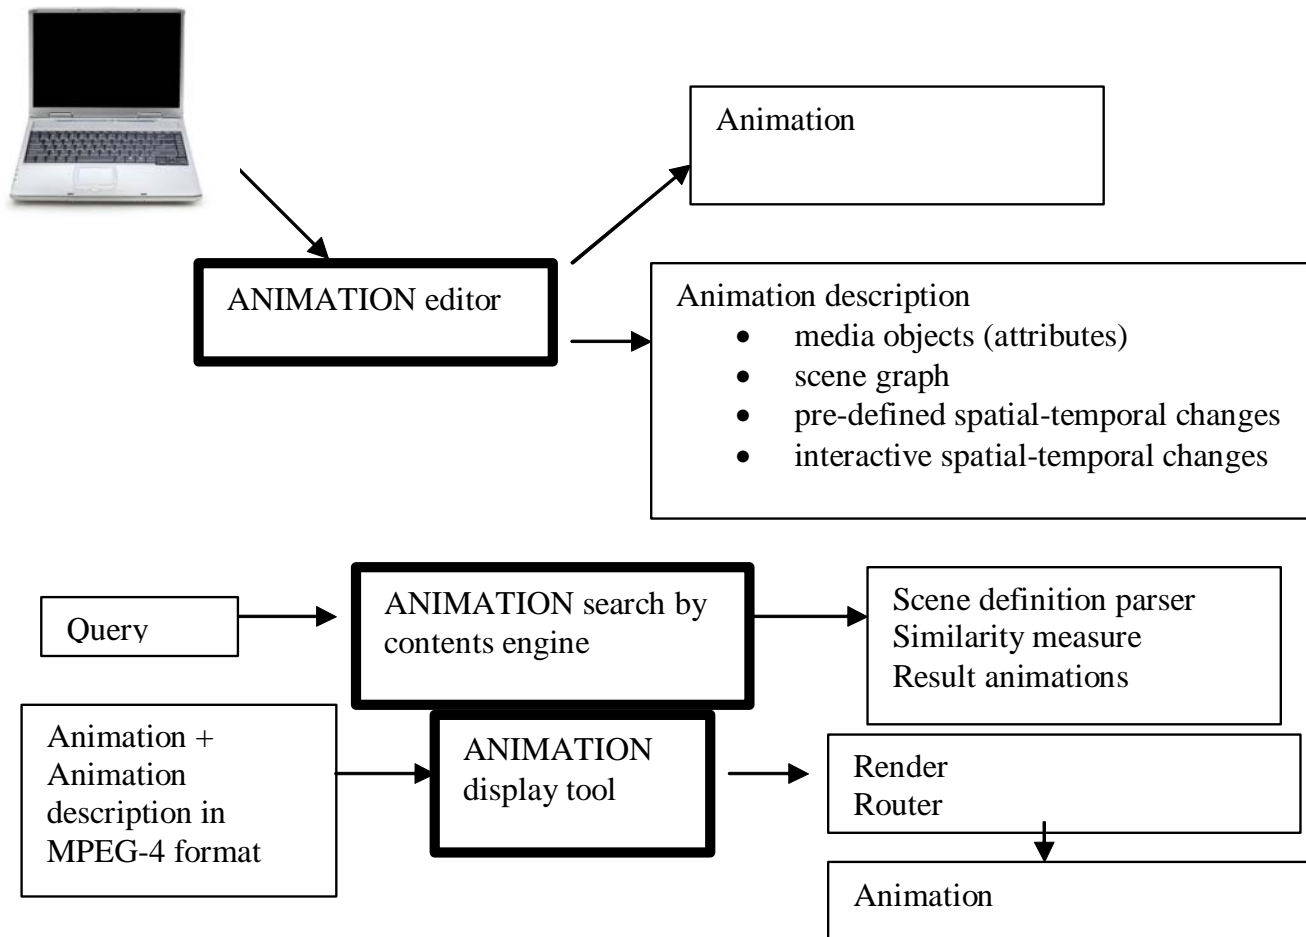 Animation
ANIMATION editor
Animation description
• media objects (attributes)
• scene graph
• pre-defined spatial-temporal changes
• interactive spatial-temporal changes
Query
ANIMATION search by
contents engine
Scene definition parser
Similarity measure
Result animations
Animation +
Animation
description in
MPEG-4 format
ANIMATION
display tool
Render
Router
Animation